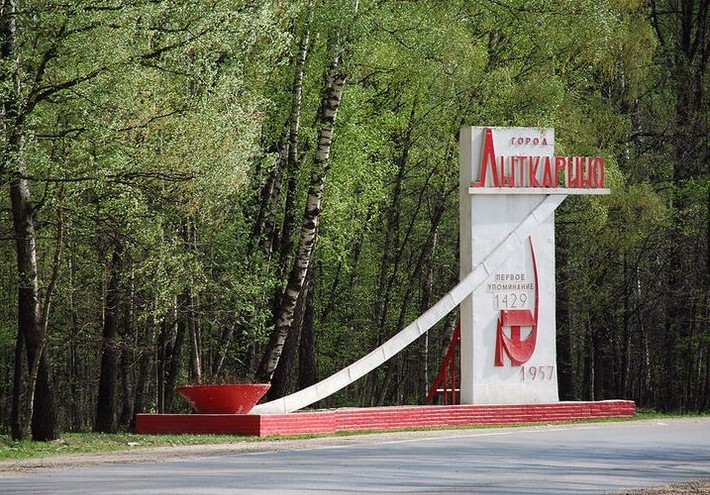 ГОРОД
ЛЫТКАРИНО
ПЕРВОЕ
УПОМИНАНИЕ
1429
1957